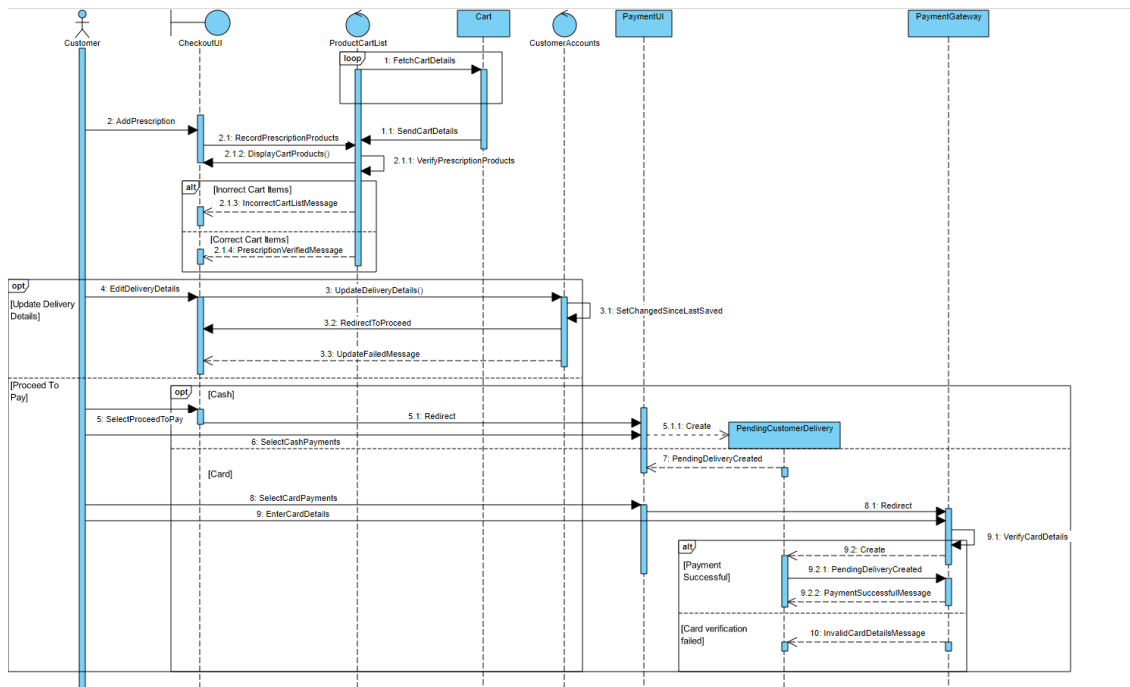 Customer
CheckoutUI
ProductCartList
Cart
CustomerAccounts
PaymentUI
PaymentGateway
loop
1: FetchCartDetails
2: AddPrescription
1.1: SendCartDetails
2.1: RecordPrescriptionProducts
2.1.2: DisplayCartProducts()
2.1.1: VerifyPrescriptionProducts
alt
[Inorrect Cart Items]
2.1.3: IncorrectCartListMessage
[Correct Cart Items]
2.1.4: PrescriptionVerifiedMessage
opt
[Update Delivery
Details]
4: EditDeliveryDetails
3: UpdateDeliveryDetails()
3.1: SetChangedSinceLastSaved
3.2: RedirectToProceed
3.3: UpdateFailedMessage
[Proceed To
Pay]
opt
[Cash]
5: SelectProceedToPay
5.1: Redirect
5.1.1: Create
PendingCustomerDelivery
6: SelectCashPayments
7: PendingDeliveryCreated
[Card]
8: SelectCardPayments
8.1: Redirect
9: EnterCardDetails
9.1: VerifyCardDetails
alt
9.2: Create
[Payment
Successful]
9.2.1: PendingDeliveryCreated
9.2.2: PaymentSuccessfulMessage
[Card verification
failed]
10: InvalidCardDetailsMessage